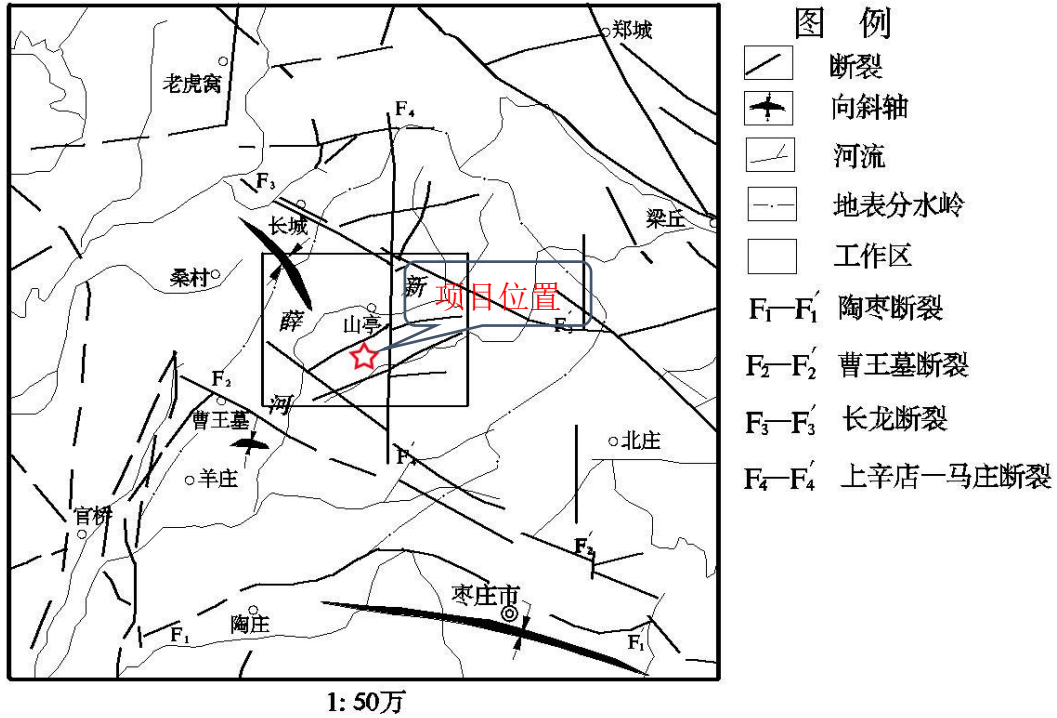 图 例
断裂
向斜轴
河流
地表分水岭
工作区
F₁—F₁′ 陶枣断裂
F₂—F₂′ 曹王墓断裂
F₃—F₃′ 长龙断裂
F₄—F₄′ 上辛店—马庄断裂
郑城
老虎窝
F₄
F₃
长城
梁丘
桑村
新
项目位置
薛
山亭
F₃′
F₂
河
曹王墓
北庄
F₄′
羊庄
官桥
F₂′
枣庄市
陶庄
F₁
F₁′
1: 50万